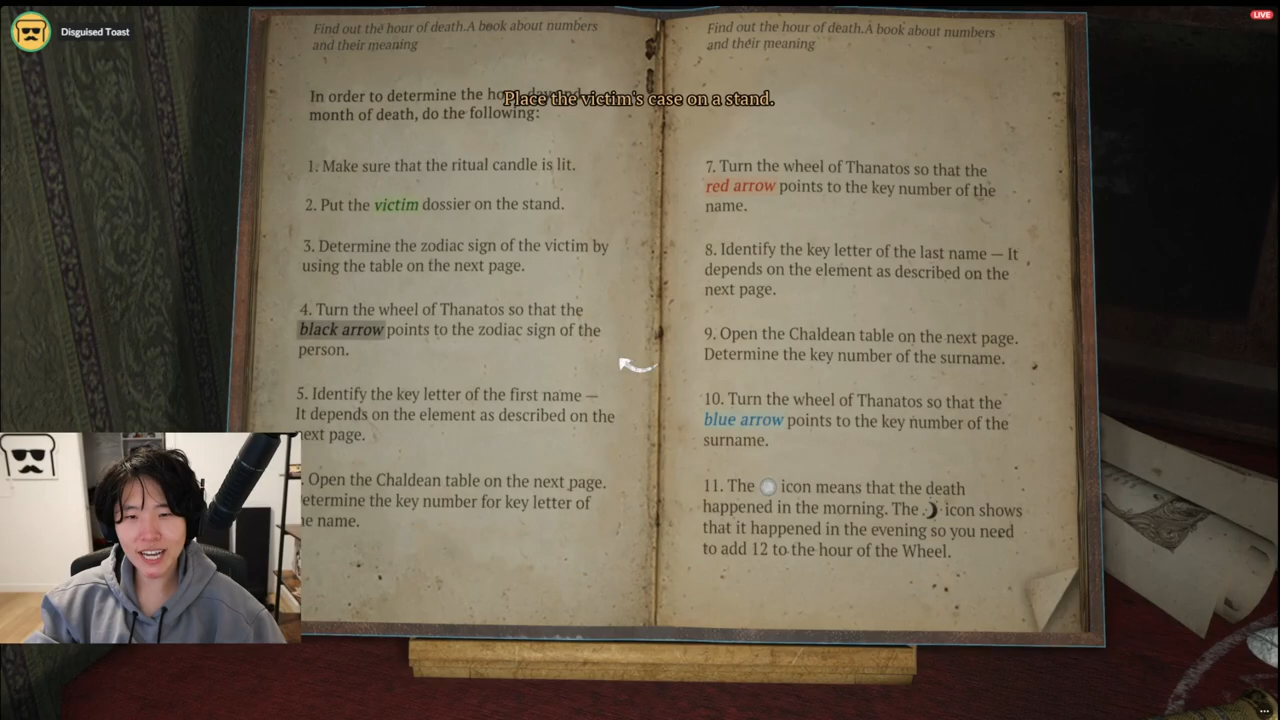 Disguised Toast
LIVE
Find out the hour of death.A book about numbers
and their meaning
In order to determine the
month of death, do the following:
1. Make sure that the ritual candle is lit.
2. Put the victim dossier on the stand.
3. Determine the zodiac sign of the victim by
using the table on the next page.
4. Turn the wheel of Thanatos so that the
black arrow points to the zodiac sign of the
person.
5. Identify the key letter of the first name —
It depends on the element as described on the
next page.
Open the Chaldean table on the next page.
etermine the key number for key letter of
e name.
Place the victim's case on a stand.
Find out the hour of death.A book about numbers
and their meaning
7. Turn the wheel of Thanatos so that the
red arrow points to the key number of the
name.
8. Identify the key letter of the last name — It
depends on the element as described on the
next page.
9. Open the Chaldean table on the next page.
Determine the key number of the surname.
10. Turn the wheel of Thanatos so that the
blue arrow points to the key number of the
surname.
11. The icon means that the death
happened in the morning. The icon shows
that it happened in the evening so you need
to add 12 to the hour of the Wheel.